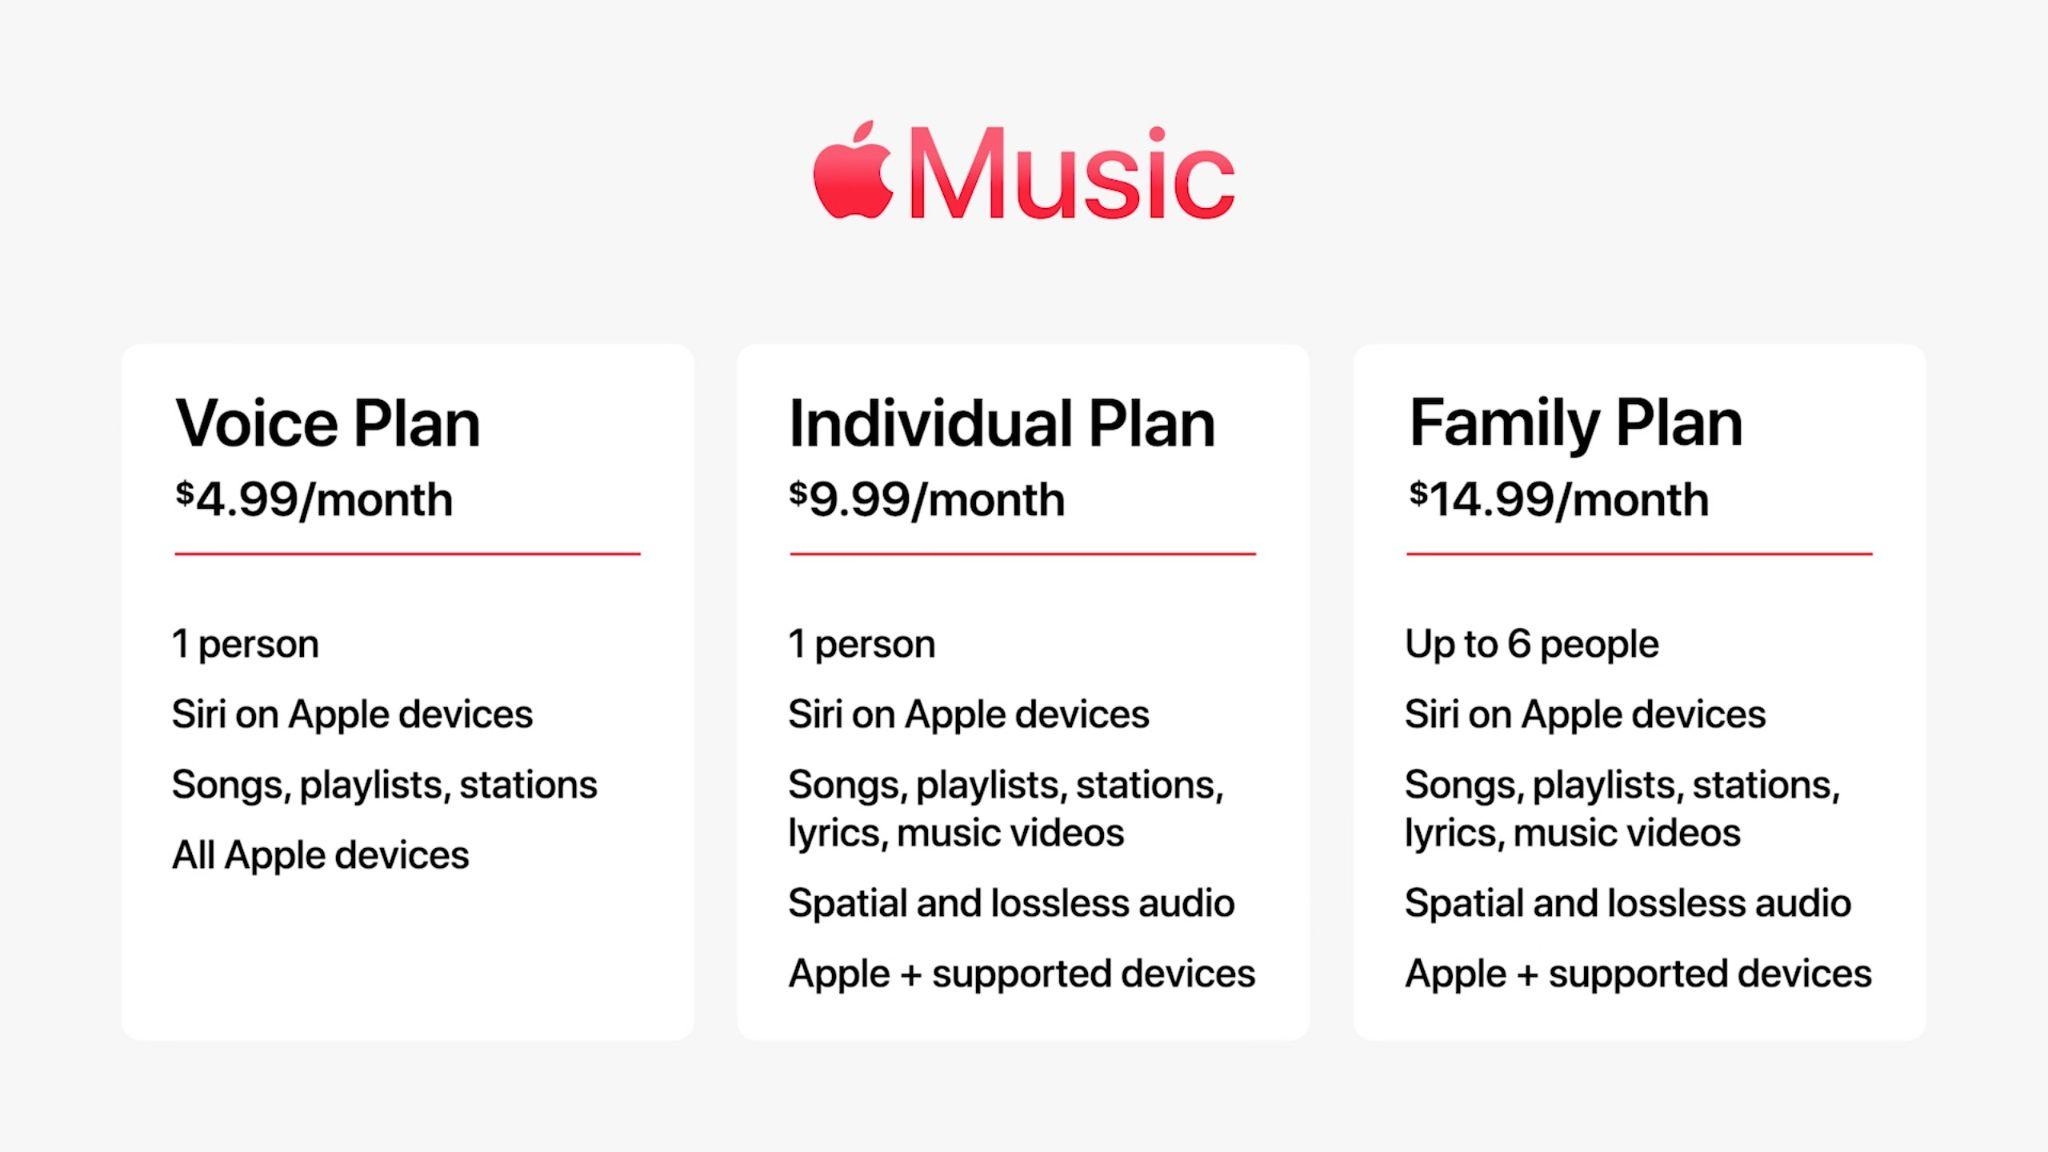 Music
Voice Plan
$4.99/month
1 person
Siri on Apple devices
Songs, playlists, stations
All Apple devices
Individual Plan
$9.99/month
1 person
Siri on Apple devices
Songs, playlists, stations,
lyrics, music videos
Spatial and lossless audio
Apple + supported devices
Family Plan
$14.99/month
Up to 6 people
Siri on Apple devices
Songs, playlists, stations,
lyrics, music videos
Spatial and lossless audio
Apple + supported devices